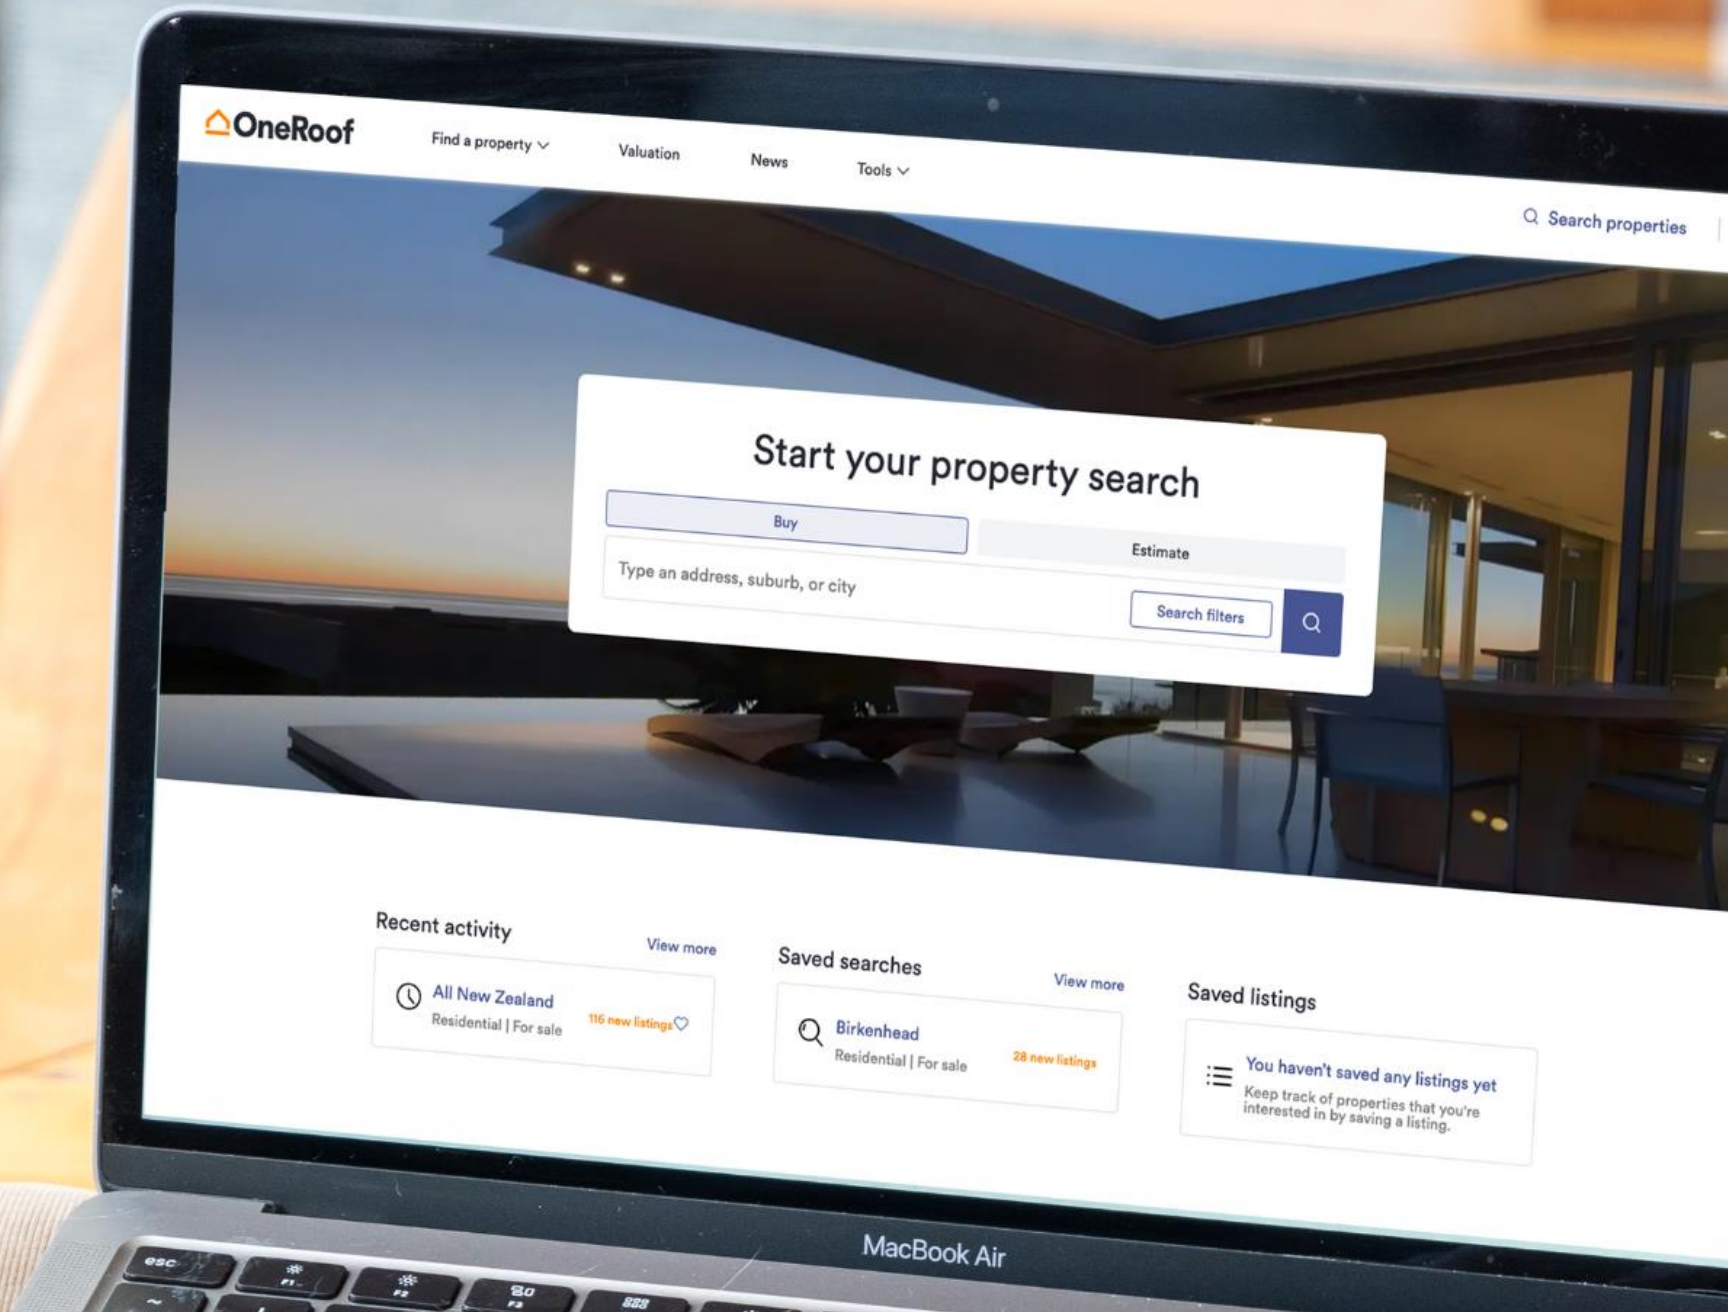 OneRoof
Find a property
Valuation
News
Tools
Search properties
Start your property search
Buy
Estimate
Type an address, suburb, or city
Search filters
Recent activity
View more
All New Zealand
Residential | For sale
116 new listings
Saved searches
View more
Birkenhead
Residential | For sale
28 new listings
Saved listings
You haven't saved any listings yet
Keep track of properties that you're
interested in by saving a listing.
MacBook Air
esc
F1
F2
F3
~